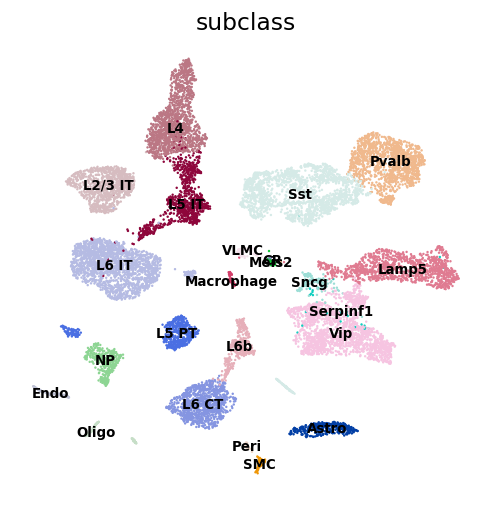 subclass
L4
Pvalb
L2/3 IT
Sst
L5 IT
VLMC
CR
Meis2
L6 IT
Lamp5
Macrophage
Sncg
Serpinf1
L5 PT
Vip
L6b
NP
Endo
L6 CT
Astro
Oligo
Peri
SMC